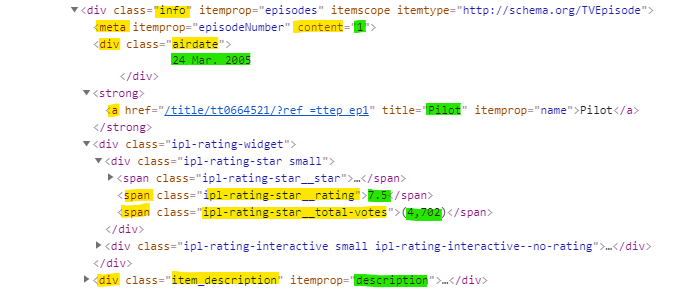 ▼<div class="info" itemprop="episodes" itemscope itemtype="http://schema.org/TVEpisode">
<meta itemprop="episodeNumber" content="1">
<div class="airdate">
24 Mar. 2005
</div>
▼<strong>
<a href="/title/tt0664521/?ref_=ttep_ep1" title="Pilot" itemprop="name">Pilot</a>
</strong>
▼<div class="ipl-rating-widget">
▼<div class="ipl-rating-star small">
▶<span class="ipl-rating-star__star">…</span>
<span class="ipl-rating-star__rating">7.5</span>
<span class="ipl-rating-star__total-votes">(4,702)</span>
</div>
▶<div class="ipl-rating-interactive small ipl-rating-interactive--no-rating">…</div>
</div>
▶<div class="item_description" itemprop="description">…</div>